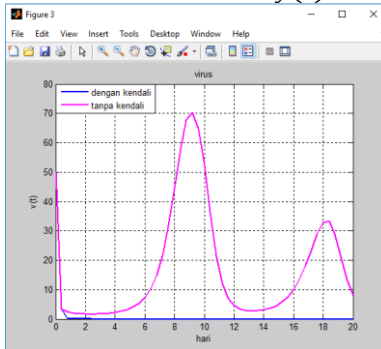 Figure 3
File Edit View Insert Tools Desktop Window Help
virus
dengan kendali
tanpa kendali
v(t)
80
70
60
50
40
30
20
10
0
0 2 4 6 8 10 12 14 16 18 20
hari